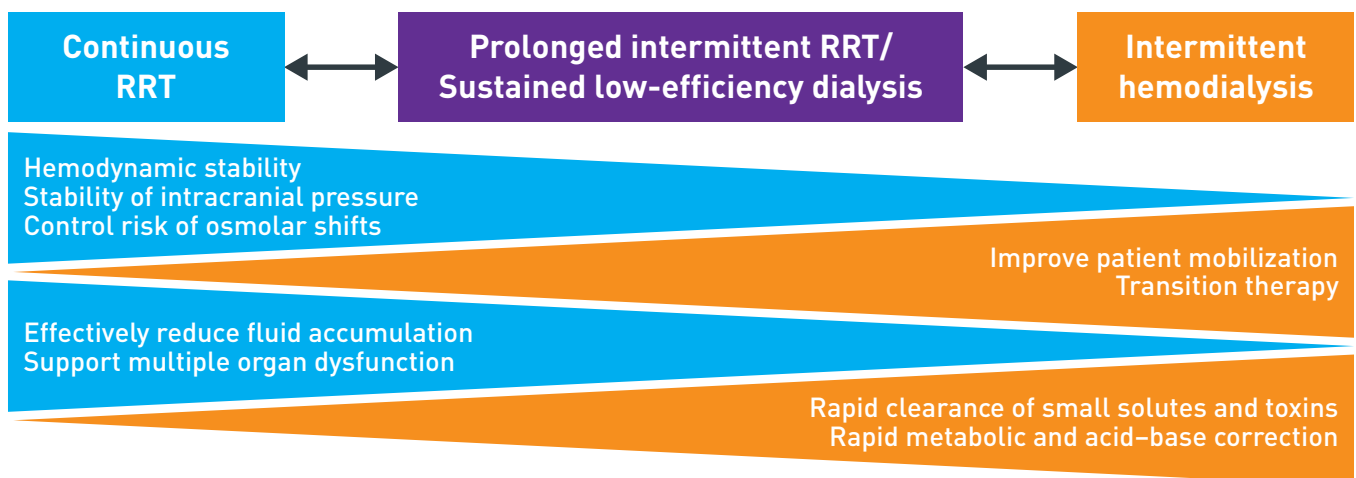 Continuous
RRT
Prolonged intermittent RRT/
Sustained low-efficiency dialysis
Intermittent
hemodialysis
Hemodynamic stability
Stability of intracranial pressure
Control risk of osmolar shifts
Improve patient mobilization
Transition therapy
Effectively reduce fluid accumulation
Support multiple organ dysfunction
Rapid clearance of small solutes and toxins
Rapid metabolic and acid–base correction